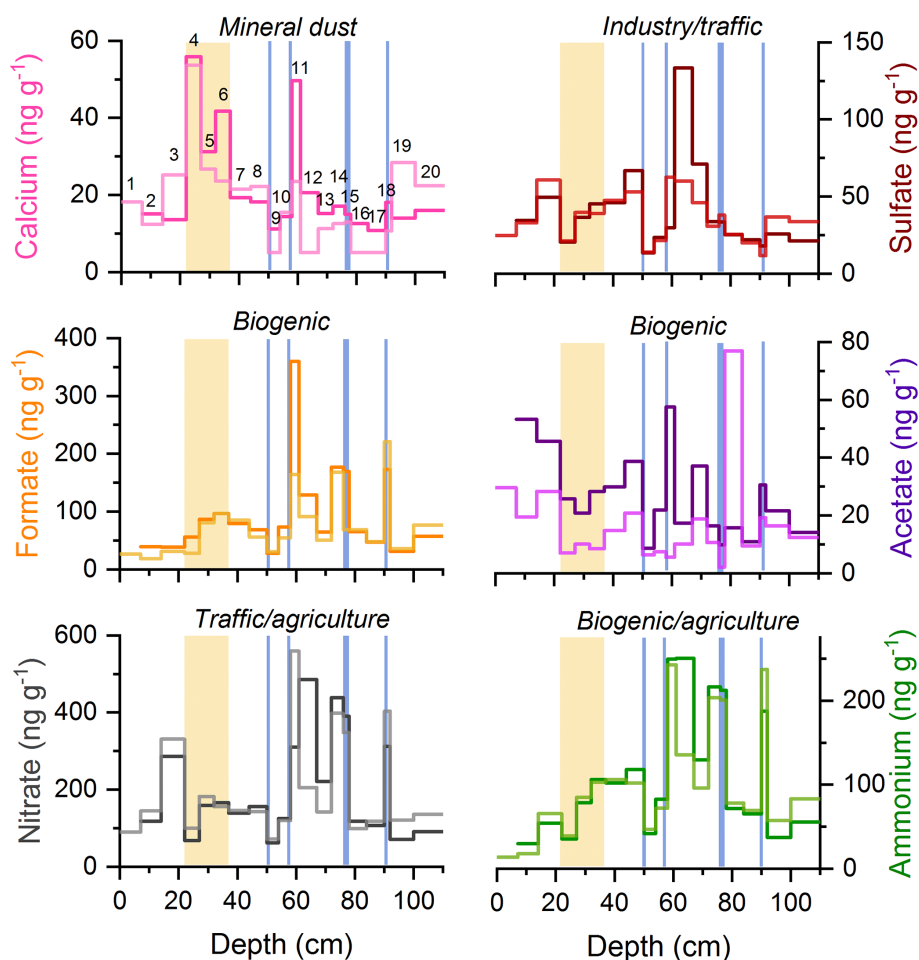 Mineral dust
Industry/traffic
Calcium (ng g-1)
60
40
20
0
1
2
3
4
5
6
7
8
9
10
11
12
13
14
15
16
17
18
19
20
Sulfate (ng g-1)
150
100
50
0
Biogenic
Biogenic
Formate (ng g-1)
400
300
200
100
0
Acetate (ng g-1)
80
60
40
20
0
Traffic/agriculture
Biogenic/agriculture
Nitrate (ng g-1)
600
400
200
0
Ammonium (ng g-1)
200
100
0
0 20 40 60 80 100
0 20 40 60 80 100
Depth (cm)
Depth (cm)